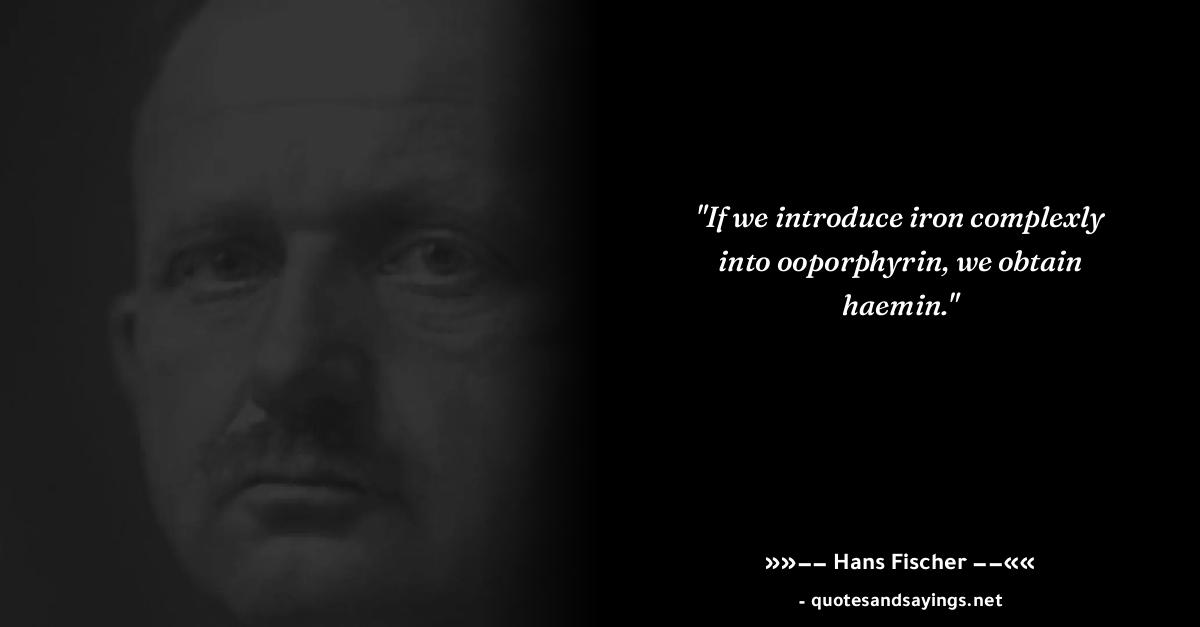 "If we introduce iron complexly
into ooporphyrin, we obtain
haemin."
»»−− Hans Fischer −−««
- quotesandsayings.net